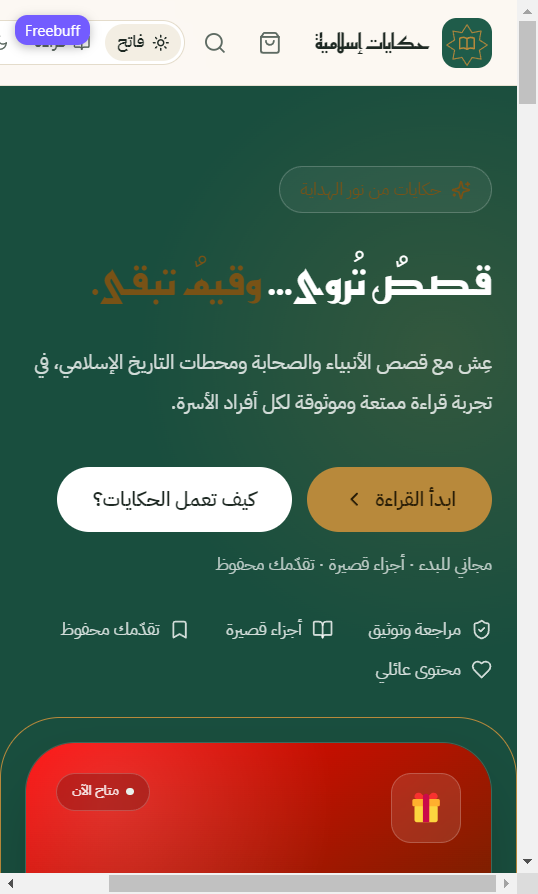 حكايات إسلامية
فاتح
Freebuff
حكايات من نور الهداية
قصصٌ تُروى... وقيمٌ تبقى.
عِش مع قصص الأنبياء والصحابة ومحطات التاريخ الإسلامي، في
تجربة قراءة ممتعة وموثوقة لكل أفراد الأسرة.
ابدأ القراءة
كيف تعمل الحكايات؟
مجاني للبدء · أجزاء قصيرة · تقدّمك محفوظ
مراجعة وتوثيق
أجزاء قصيرة
تقدّمك محفوظ
محتوى عائلي
متاح الآن